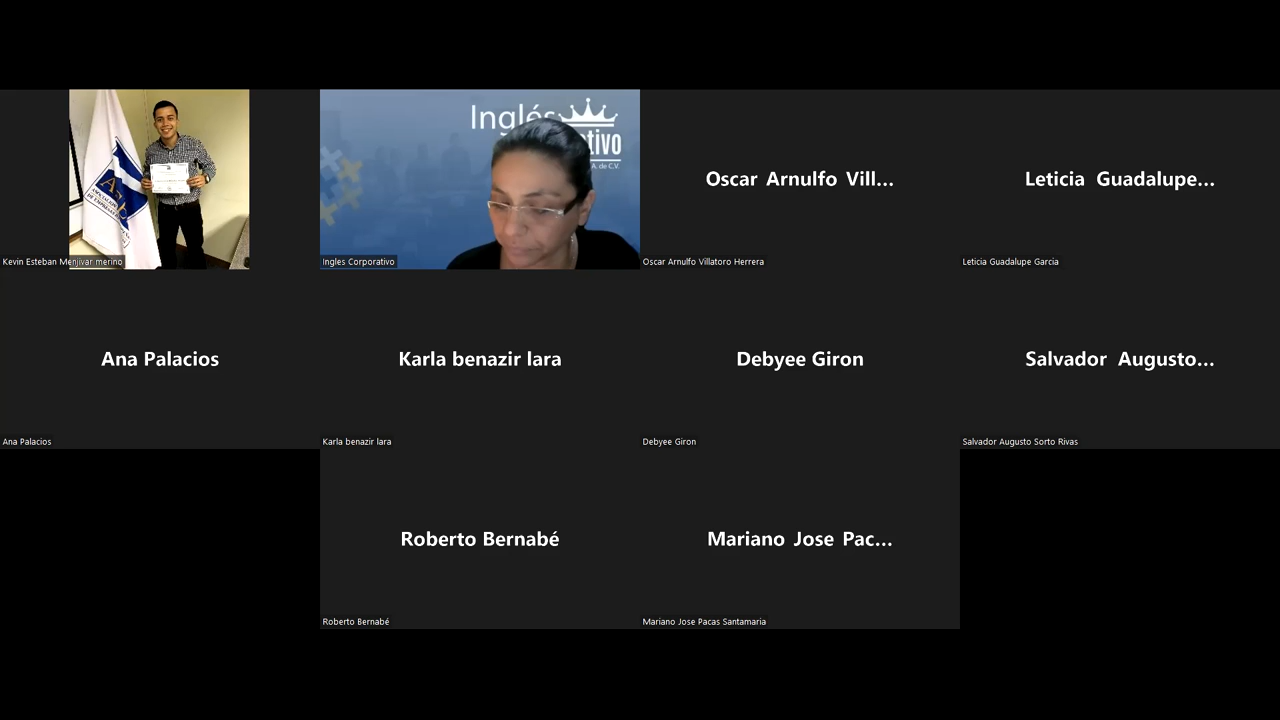 Inglés
tivo
A. de C.V.
Oscar Arnulfo Vill...
Leticia Guadalupe...
Kevin Esteban Menjivar merino
Ingles Corporativo
Oscar Arnulfo Villatoro Herrera
Leticia Guadalupe Garcia
Ana Palacios
Karla benazir lara
Debyee Giron
Salvador Augusto...
Ana Palacios
Karla benazir lara
Debyee Giron
Salvador Augusto Sorto Rivas
Roberto Bernabé
Mariano Jose Pac...
Roberto Bernabé
Mariano Jose Pacas Santamaria